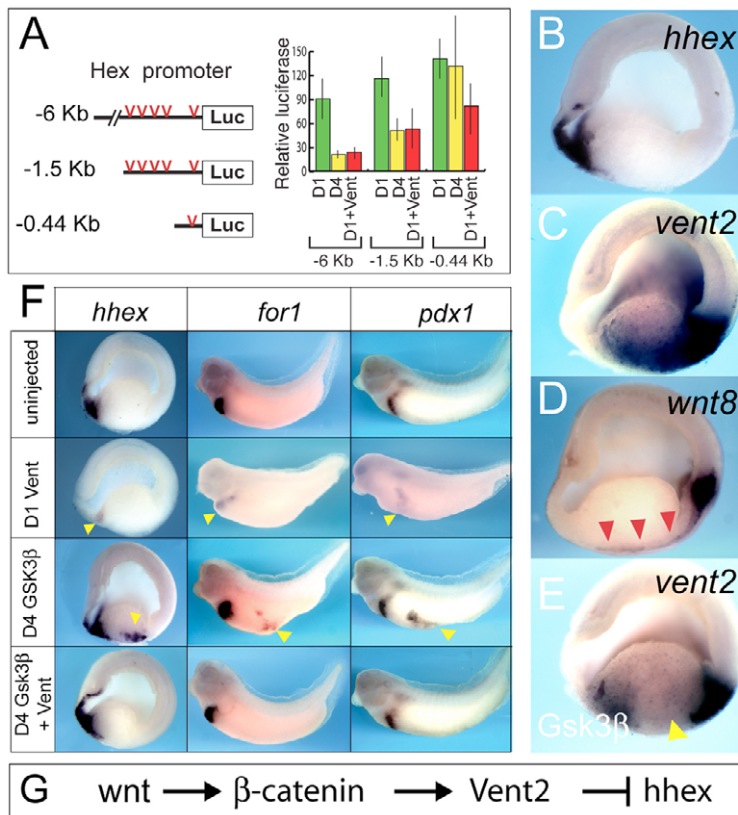 A
Hex promoter
-6 Kb
VVVV V Luc
-1.5 Kb
VVVV V Luc
-0.44 Kb
V Luc
Relative luciferase
150
120
90
60
30
0
D1 D4 D1+Vent D1 D4 D1+Vent D1 D4 D1+Vent
-6 Kb -1.5 Kb -0.44 Kb
B
hhex
C
vent2
D
wnt8
E
vent2
Gsk3β
F
hhex for1 pdx1
uninjected
D1 Vent
D4 GSK3β
D4 Gsk3β + Vent
G
wnt β-catenin Vent2 hhex